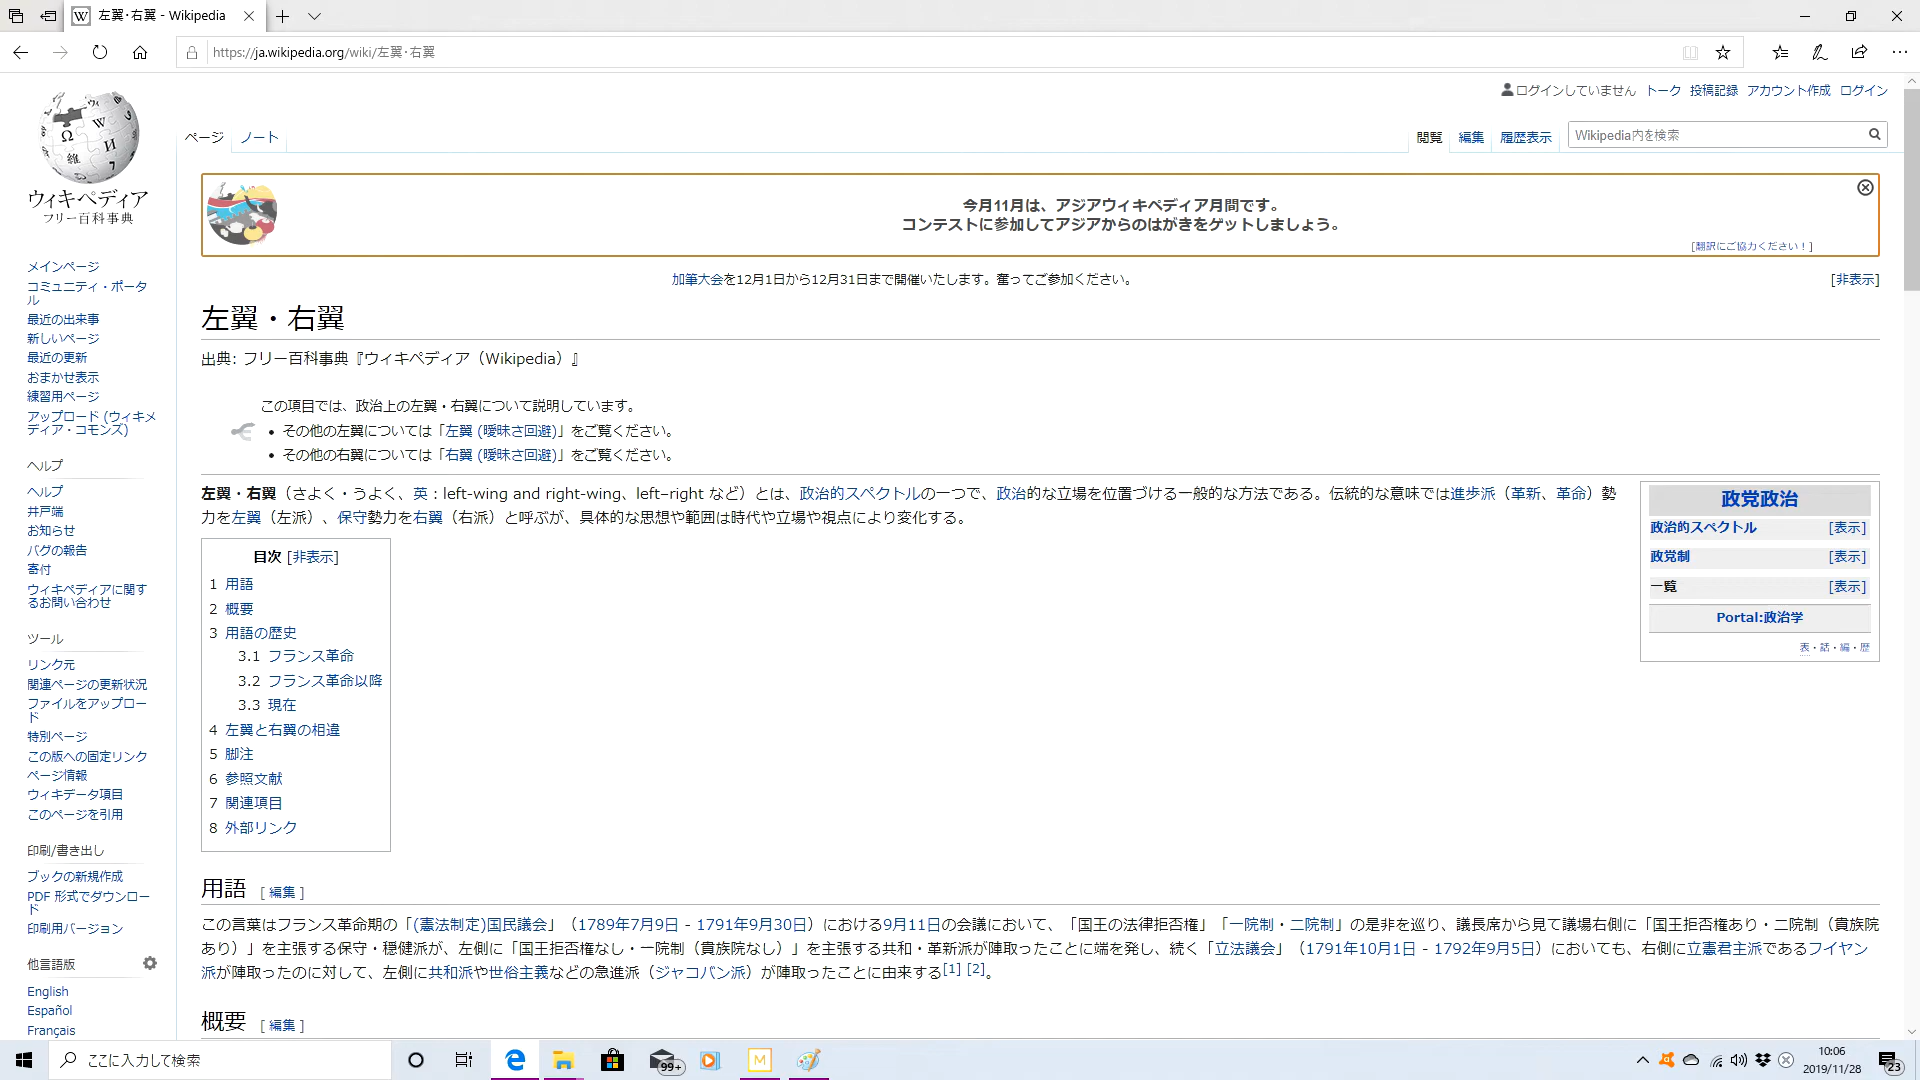 左翼・右翼 - Wikipedia
https://ja.wikipedia.org/wiki/左翼・右翼
ログインしていません トーク 投稿記録 アカウント作成 ログイン
ページ ノート 閲覧 編集 履歴表示 Wikipedia内を検索
ウィキペディア
フリー百科事典
メインページ
コミュニティ・ポータ
ル
最近の出来事
新しいページ
最近の更新
おまかせ表示
練習用ページ
アップロード (ウィキメ
ディア・コモンズ)
ヘルプ
ヘルプ
井戸端
お知らせ
バグの報告
寄付
ウィキペディアに関す
るお問い合わせ
ツール
リンク元
関連ページの更新状況
ファイルをアップロー
ド
特別ページ
この版への固定リンク
ページ情報
ウィキデータ項目
このページを引用
印刷/書き出し
ブックの新規作成
PDF 形式でダウンロー
ド
印刷用バージョン
他言語版
English
Español
Français
今月11月は、アジアウィキペディア月間です。
コンテストに参加してアジアからのはがきをゲットしましょう。
[翻訳にご協力ください！]
加筆大会を12月1日から12月31日まで開催いたします。奮ってご参加ください。 [非表示]
左翼・右翼
出典: フリー百科事典『ウィキペディア（Wikipedia）』
この項目では、政治上の左翼・右翼について説明しています。
• その他の左翼については「左翼 (曖昧さ回避)」をご覧ください。
• その他の右翼については「右翼 (曖昧さ回避)」をご覧ください。
左翼・右翼（さよく・うよく、英 : left-wing and right-wing、left–right など）とは、政治的スペクトルの一つで、政治的な立場を位置づける一般的な方法である。伝統的な意味では進歩派（革新、革命）勢
力を左翼（左派）、保守勢力を右翼（右派）と呼ぶが、具体的な思想や範囲は時代や立場や視点により変化する。
政党政治
政治的スペクトル [表示]
政党制 [表示]
一覧 [表示]
Portal:政治学
表・話・編・歴
目次 [非表示]
1 用語
2 概要
3 用語の歴史
3.1 フランス革命
3.2 フランス革命以降
3.3 現在
4 左翼と右翼の相違
5 脚注
6 参照文献
7 関連項目
8 外部リンク
用語 [ 編集 ]
この言葉はフランス革命期の「(憲法制定)国民議会」（1789年7月9日 - 1791年9月30日）における9月11日の会議において、「国王の法律拒否権」「一院制・二院制」の是非を巡り、議長席から見て議場右側に「国王拒否権あり・二院制（貴族院
あり）」を主張する保守・穏健派が、左側に「国王拒否権なし・一院制（貴族院なし）」を主張する共和・革新派が陣取ったことに端を発し、続く「立法議会」（1791年10月1日 - 1792年9月5日）においても、右側に立憲君主派であるフイヤン
派が陣取ったのに対して、左側に共和派や世俗主義などの急進派（ジャコバン派）が陣取ったことに由来する[1] [2]。
概要 [ 編集 ]
ここに入力して検索
99+
M
10:06
2019/11/28
23